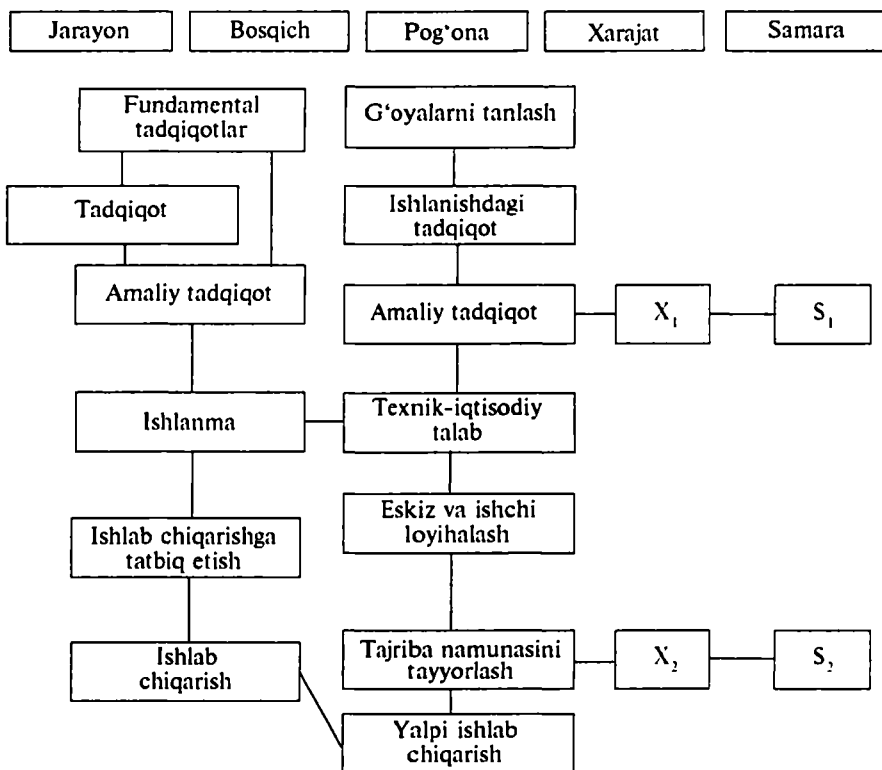 Jarayon
Bosqich
Pog‘ona
Xarajat
Samara
Fundamental
tadqiqotlar
G‘oyalarni tanlash
Tadqiqot
Ishlanishdagi
tadqiqot
Amaliy tadqiqot
Amaliy tadqiqot
X₁
S₁
Ishlanma
Texnik-iqtisodiy
talab
Ishlab chiqarishga
tatbiq etish
Eskiz va ishchi
loyihalash
Ishlab
chiqarish
Tajriba namunasini
tayyorlash
X₂
S₂
Yalpi ishlab
chiqarish